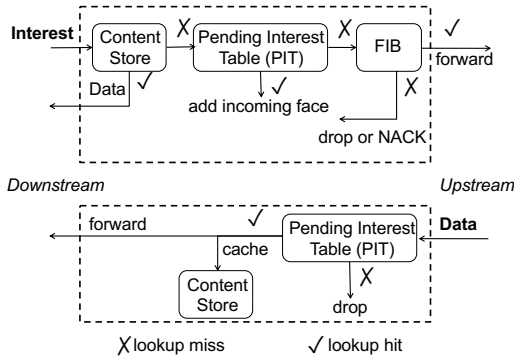 Interest
Content Store
Pending Interest Table (PIT)
FIB
forward
Data
add incoming face
drop or NACK
Downstream
Upstream
forward
cache
Pending Interest Table (PIT)
Data
Content Store
drop
lookup miss
lookup hit